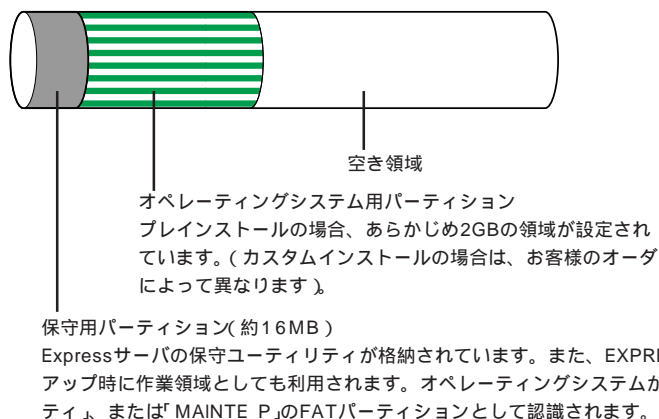 空き領域
オペレーティングシステム用パーティション
プレインストールの場合、あらかじめ2GBの領域が設定され
ています。(カスタムインストールの場合は、お客様のオーダ
によって異なります)。
保守用パーティション(約16MB)
Expressサーバの保守ユーティリティが格納されています。また、EXPRE
アップ時に作業領域としても利用されます。オペレーティングシステムか
ティ」、または「MAINTE_P」のFATパーティションとして認識されます。